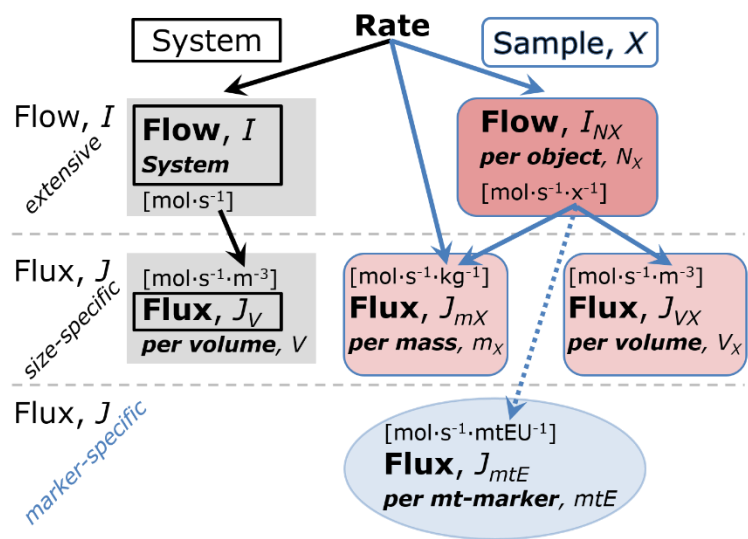 Rate
System
Sample, X
Flow, I
extensive
Flow, I
System
[mol·s⁻¹]
Flow, I_NX
per object, N_X
[mol·s⁻¹·x⁻¹]
Flux, J
size-specific
[mol·s⁻¹·m⁻³]
Flux, J_V
per volume, V
[mol·s⁻¹·kg⁻¹]
Flux, J_mX
per mass, m_X
[mol·s⁻¹·m⁻³]
Flux, J_VX
per volume, V_X
Flux, J
marker-specific
[mol·s⁻¹·mtEU⁻¹]
Flux, J_mtE
per mt-marker, mtE